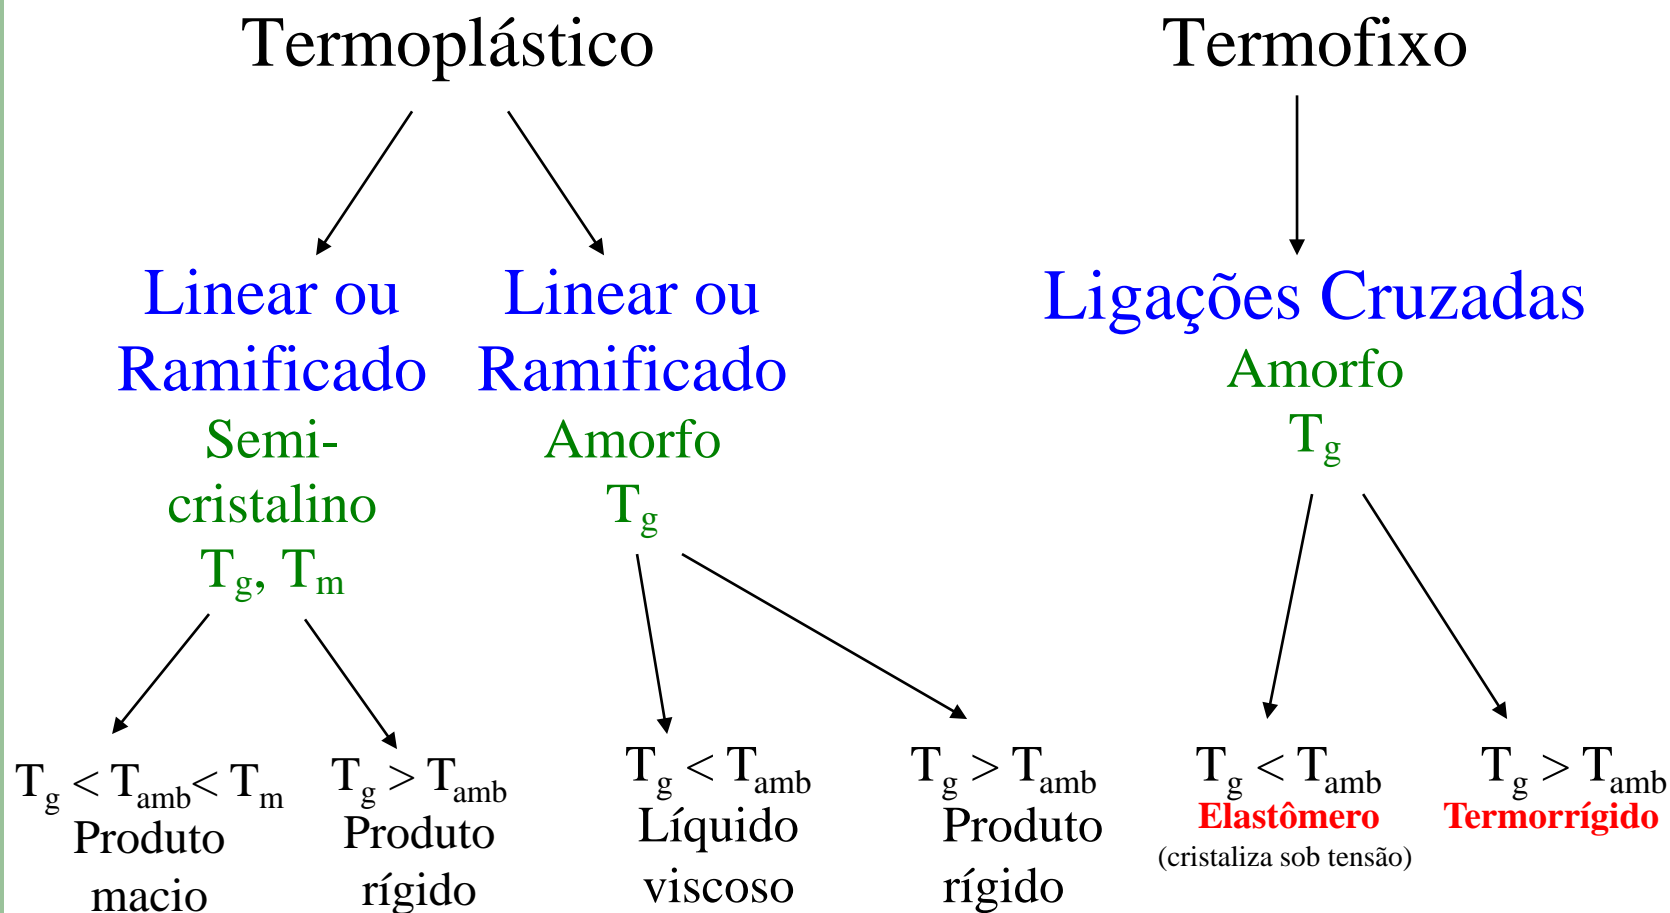 Termoplástico
Termofixo
Linear ou
Ramificado
Semi-
cristalino
Tg, Tm
Linear ou
Ramificado
Amorfo
Tg
Ligações Cruzadas
Amorfo
Tg
Tg < Tamb< Tm
Produto
macio
Tg > Tamb
Produto
rígido
Tg < Tamb
Líquido
viscoso
Tg > Tamb
Produto
rígido
Tg < Tamb
Elastômero
(cristaliza sob tensão)
Tg > Tamb
Termorrígido